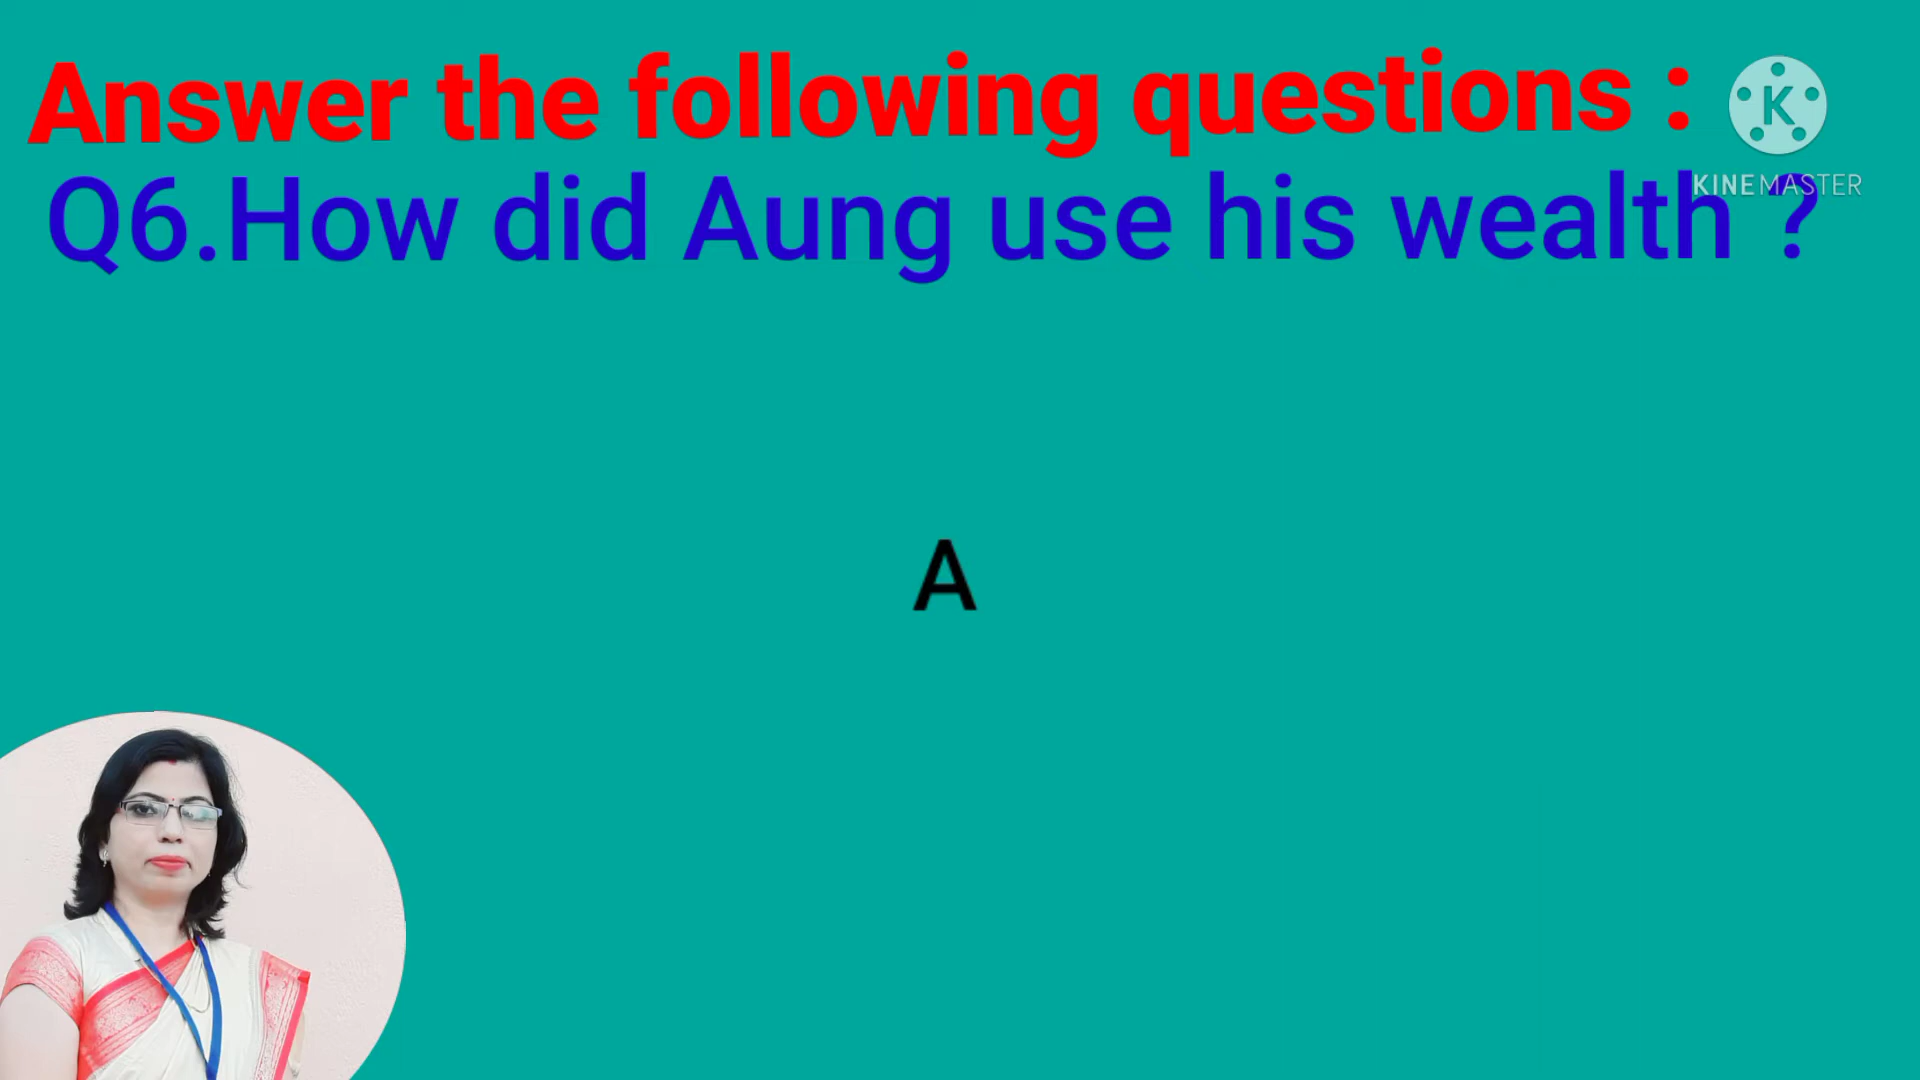 Answer the following questions :
K
KINEMASTER
Q6.How did Aung use his wealth ?
A